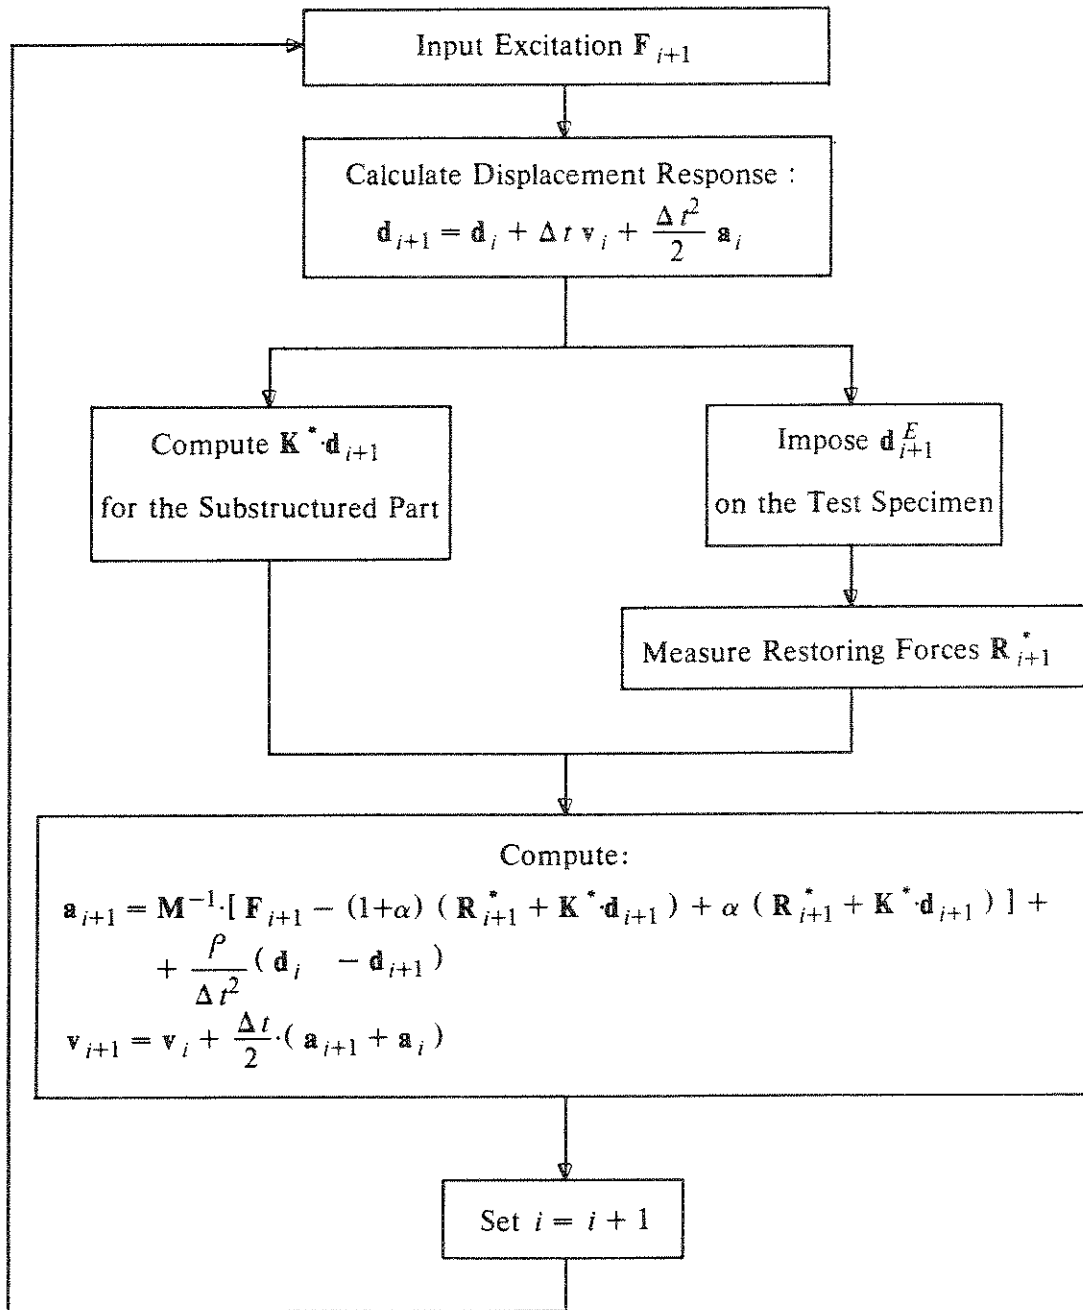 Input Excitation F_{i+1}
Calculate Displacement Response :
d_{i+1} = d_i + Δt v_i + \frac{Δt^2}{2} a_i
Compute K^*·d_{i+1}
for the Substructured Part
Impose d^E_{i+1}
on the Test Specimen
Measure Restoring Forces R^*_{i+1}
Compute:
a_{i+1} = M^{-1}·[ F_{i+1} − (1+α) ( R^*_{i+1} + K^*·d_{i+1} ) + α ( R^*_{i+1} + K^*·d_{i+1} ) ] +
+ \frac{ρ}{Δt^2} ( d_i − d_{i+1} )
v_{i+1} = v_i + \frac{Δt}{2}·( a_{i+1} + a_i )
Set i = i + 1